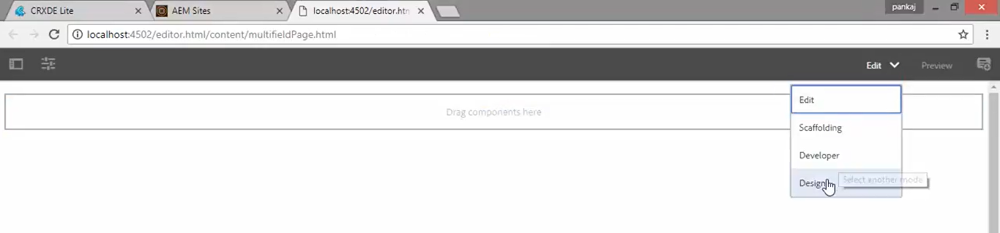 CRXDE Lite
AEM Sites
localhost:4502/editor.htm
pankaj
localhost:4502/editor.html/content/multifieldPage.html
Edit
Preview
Drag components here
Edit
Scaffolding
Developer
Design
Select another mode